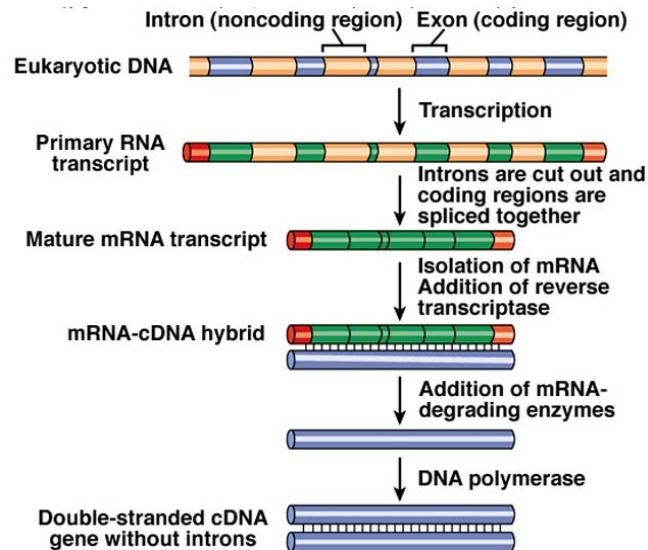 Intron (noncoding region)
Exon (coding region)
Eukaryotic DNA
Transcription
Primary RNA
transcript
Introns are cut out and
coding regions are
spliced together
Mature mRNA transcript
Isolation of mRNA
Addition of reverse
transcriptase
mRNA-cDNA hybrid
Addition of mRNA-
degrading enzymes
DNA polymerase
Double-stranded cDNA
gene without introns